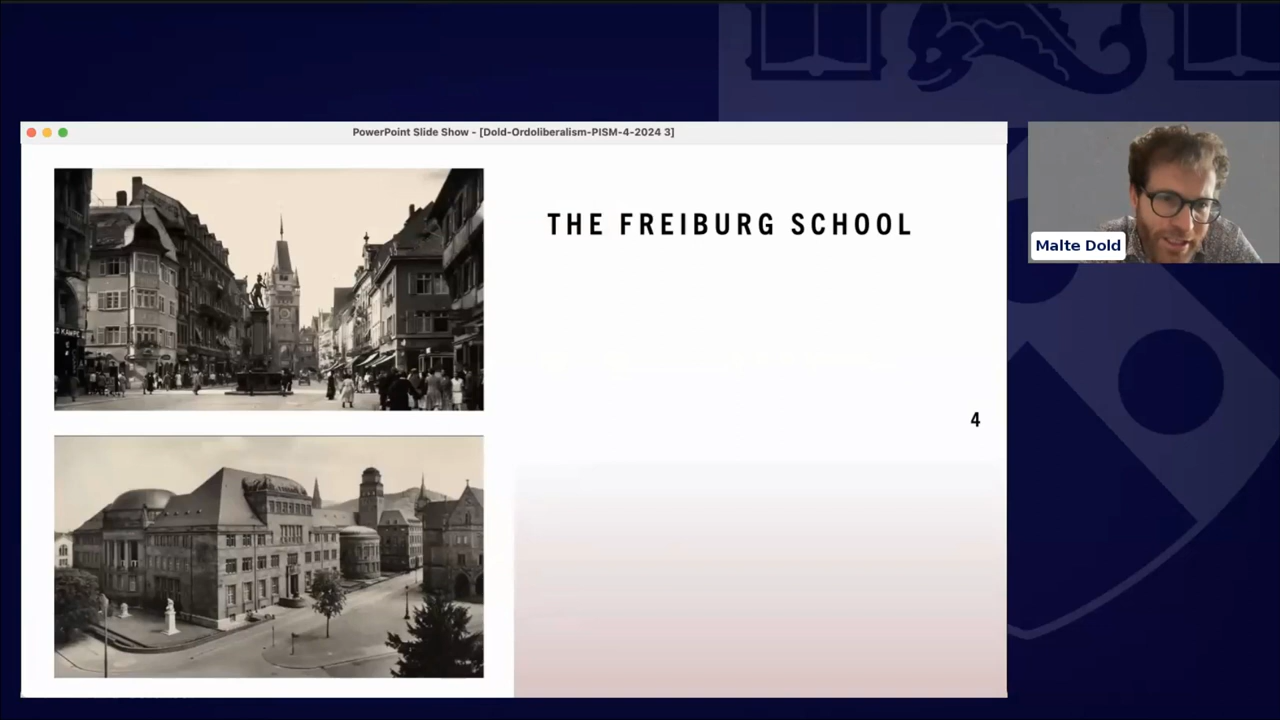 PowerPoint Slide Show - [Dold-Ordoliberalism-PISM-4-2024 3]
THE FREIBURG SCHOOL
Malte Dold
4